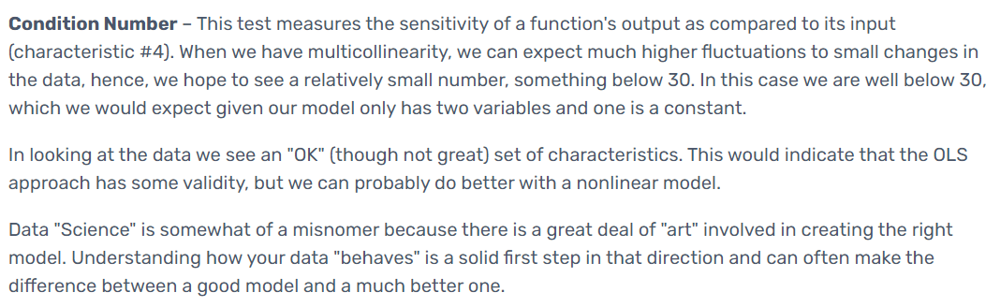 Condition Number – This test measures the sensitivity of a function's output as compared to its input
(characteristic #4). When we have multicollinearity, we can expect much higher fluctuations to small changes in
the data, hence, we hope to see a relatively small number, something below 30. In this case we are well below 30,
which we would expect given our model only has two variables and one is a constant.
In looking at the data we see an "OK" (though not great) set of characteristics. This would indicate that the OLS
approach has some validity, but we can probably do better with a nonlinear model.
Data "Science" is somewhat of a misnomer because there is a great deal of "art" involved in creating the right
model. Understanding how your data "behaves" is a solid first step in that direction and can often make the
difference between a good model and a much better one.